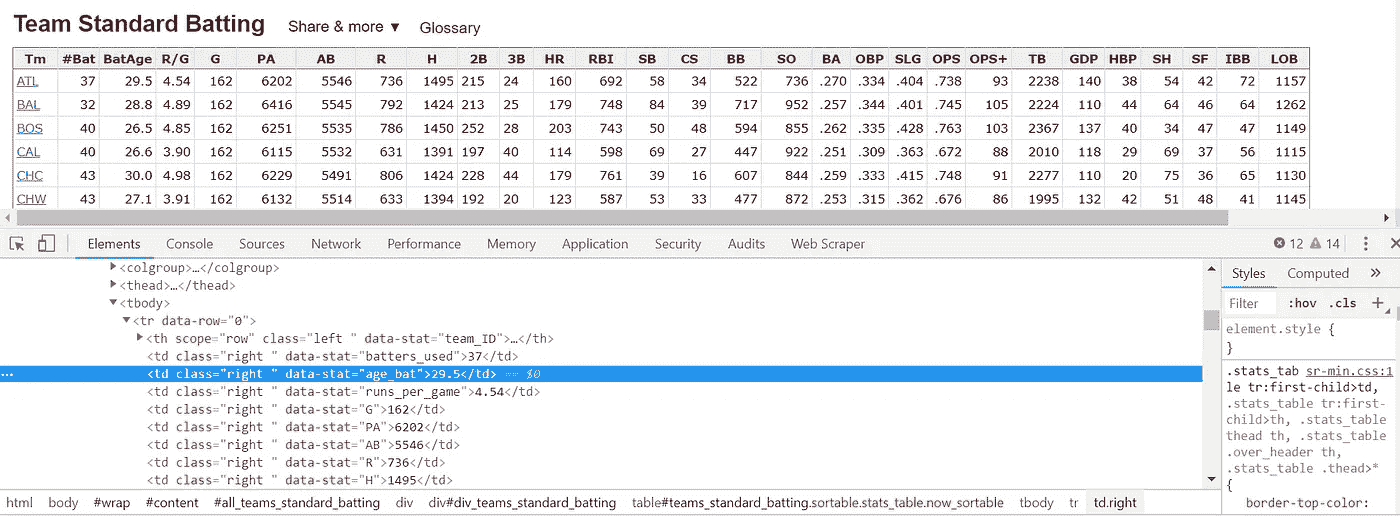 Team Standard Batting Share & more ▼ Glossary
Tm #Bat BatAge R/G G PA AB R H 2B 3B HR RBI SB CS BB SO BA OBP SLG OPS OPS+ TB GDP HBP SH SF IBB LOB
ATL 37 29.5 4.54 162 6202 5546 736 1495 215 24 160 692 58 34 522 736 .270 .334 .404 .738 93 2238 140 38 54 42 72 1157
BAL 32 28.8 4.89 162 6416 5545 792 1424 213 25 179 748 84 39 717 952 .257 .344 .401 .745 105 2224 110 44 64 46 64 1262
BOS 40 26.5 4.85 162 6251 5535 786 1450 252 28 203 743 50 48 594 855 .262 .335 .428 .763 103 2367 137 40 34 47 47 1149
CAL 40 26.6 3.90 162 6115 5532 631 1391 197 40 114 598 69 27 447 922 .251 .309 .363 .672 88 2010 118 29 69 37 56 1115
CHC 43 30.0 4.98 162 6229 5491 806 1424 228 44 179 761 39 16 607 844 .259 .333 .415 .748 91 2277 110 20 75 36 65 1130
CHW 43 27.1 3.91 162 6132 5514 633 1394 192 20 123 587 53 33 477 872 .253 .315 .362 .676 86 1995 132 42 51 48 41 1145
Elements Console Sources Network Performance Memory Application Security Audits Web Scraper 12 14
<colgroup>…</colgroup>
<thead>…</thead>
<tbody>
<tr data-row="0">
<th scope="row" class="left " data-stat="team_ID">…</th>
<td class="right " data-stat="batters_used">37</td>
<td class="right " data-stat="age_bat">29.5</td> == $0
<td class="right " data-stat="runs_per_game">4.54</td>
<td class="right " data-stat="G">162</td>
<td class="right " data-stat="PA">6202</td>
<td class="right " data-stat="AB">5546</td>
<td class="right " data-stat="R">736</td>
<td class="right " data-stat="H">1495</td>
html body #wrap #content #all_teams_standard_batting div div#div_teams_standard_batting table#teams_standard_batting.sortable.stats_table.now_sortable tbody tr td.right
Styles Computed »
Filter :hov .cls +
element.style {
}
.stats_tab sr-min.css:1
le tr:first-child>td,
.stats_table tr:first-
child>th, .stats_table
thead th, .stats_table
.over_header th,
.stats_table .thead>*
{
border-top-color: